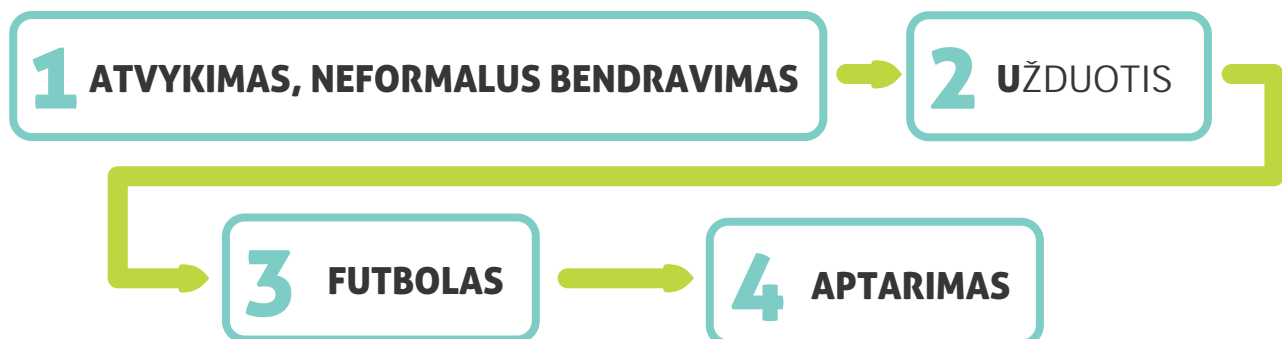 1 ATVYKIMAS, NEFORMALUS BENDRAVIMAS
2 UŽDUOTIS
3 FUTBOLAS
4 APTARIMAS